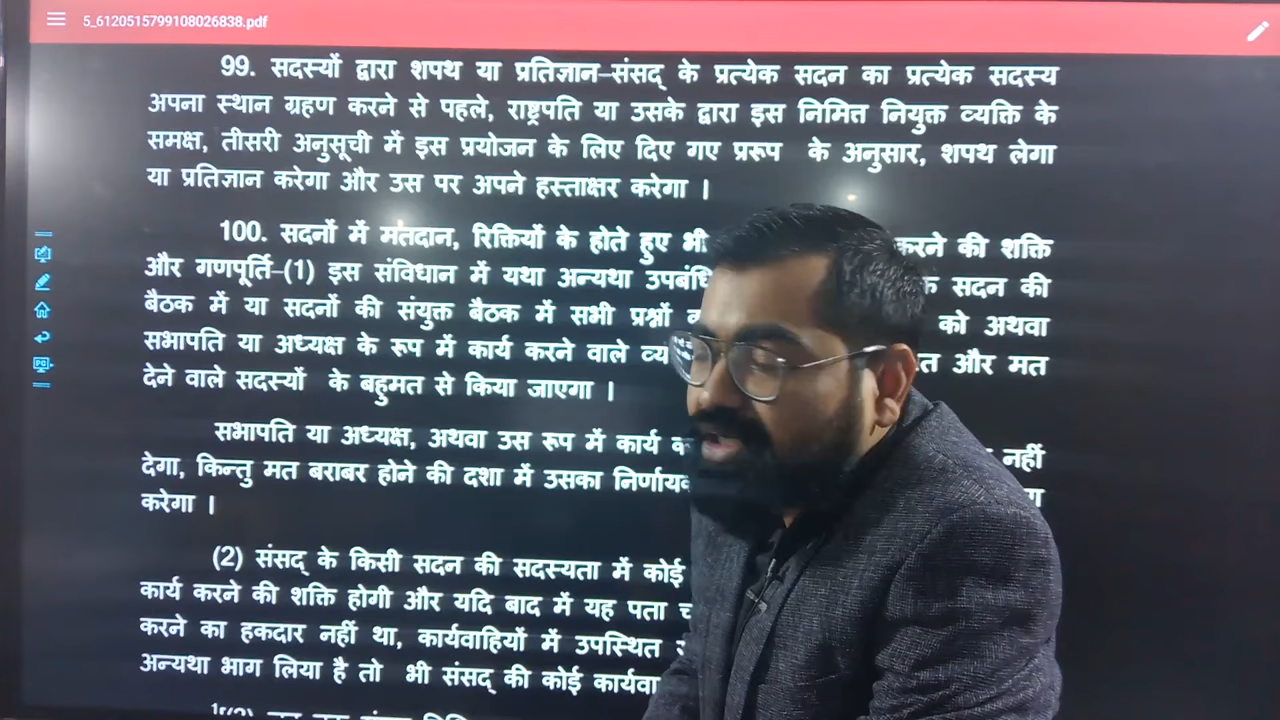 5_6120515799108026838.pdf
99. सदस्यों द्वारा शपथ या प्रतिज्ञान–संसद् के प्रत्येक सदन का प्रत्येक सदस्य
अपना स्थान ग्रहण करने से पहले, राष्ट्रपति या उसके द्वारा इस निमित नियुक्त व्यक्ति के
समक्ष, तीसरी अनुसूची में इस प्रयोजन के लिए दिए गए प्ररूप के अनुसार, शपथ लेगा
या प्रतिज्ञान करेगा और उस पर अपने हस्ताक्षर करेगा ।
100. सदनों में मतदान, रिक्तियों के होते हुए भी करने की शक्ति
और गणपूर्ति–(1) इस संविधान में यथा अन्यथा सदन की
बैठक में या सदनों की संयुक्त बैठक में सभी प्रश्नों को अथवा
सभापति या अध्यक्ष के रूप में कार्य करने वाले और मत
देने वाले सदस्यों के बहुमत से किया जाएगा ।
सभापति या अध्यक्ष, अथवा उस रूप में कार्य नहीं
देगा, किन्तु मत बराबर होने की दशा में उसका
करेगा ।
(2) संसद् के किसी सदन की सदस्यता में कोई
कार्य करने की शक्ति होगी और यदि बाद में यह पता
करने का हकदार नहीं था, कार्यवाहियों में उपस्थित
अन्यथा भाग लिया है तो भी संसद् की कोई